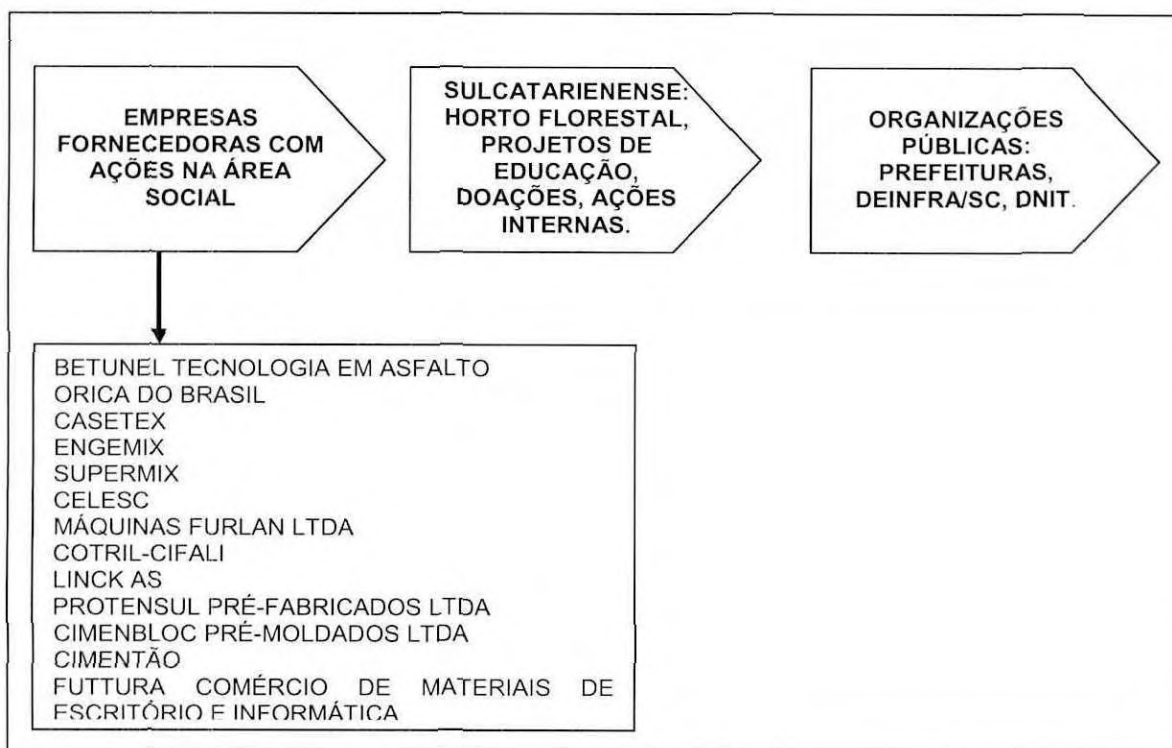 EMPRESAS
FORNECEDORAS COM
AÇÕES NA ÁREA
SOCIAL
SULCATARIENENSE:
HORTO FLORESTAL,
PROJETOS DE
EDUCAÇÃO,
DOAÇÕES, AÇÕES
INTERNAS.
ORGANIZAÇÕES
PÚBLICAS:
PREFEITURAS,
DEINFRA/SC, DNIT.
BETUNEL TECNOLOGIA EM ASFALTO
ORICA DO BRASIL
CASETEX
ENGEMIX
SUPERMIX
CELESC
MÁQUINAS FURLAN LTDA
COTRIL-CIFALI
LINCK AS
PROTENSUL PRÉ-FABRICADOS LTDA
CIMENBLOC PRÉ-MOLDADOS LTDA
CIMENTÃO
FUTTURA COMÉRCIO DE MATERIAIS DE
ESCRITÓRIO E INFORMÁTICA